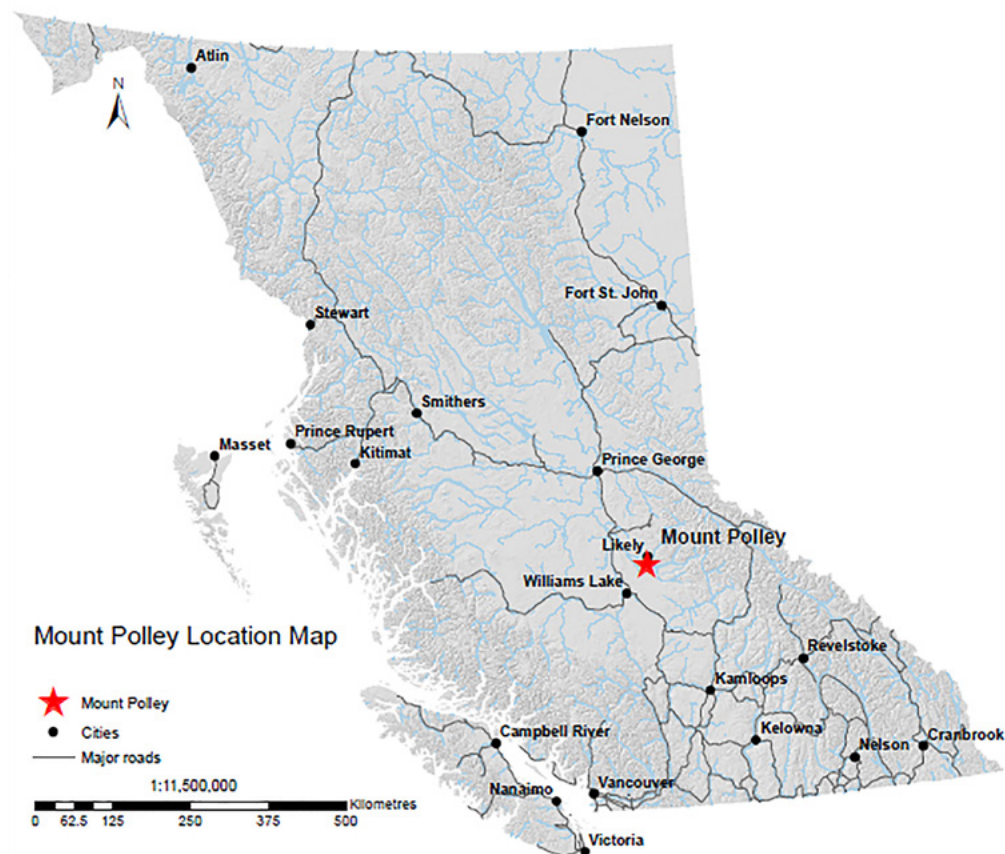 Atlin
N
Fort Nelson
Fort St. John
Stewart
Smithers
Prince Rupert
Masset
Kitimat
Prince George
Mount Polley
Likely
Williams Lake
Mount Polley Location Map
Revelstoke
Mount Polley
Kamloops
Cities
Campbell River
Kelowna
Cranbrook
Nelson
Major roads
1:11,500,000
Vancouver
Nanaimo
Kilometres
0 62.5 125 250 375 500
Victoria